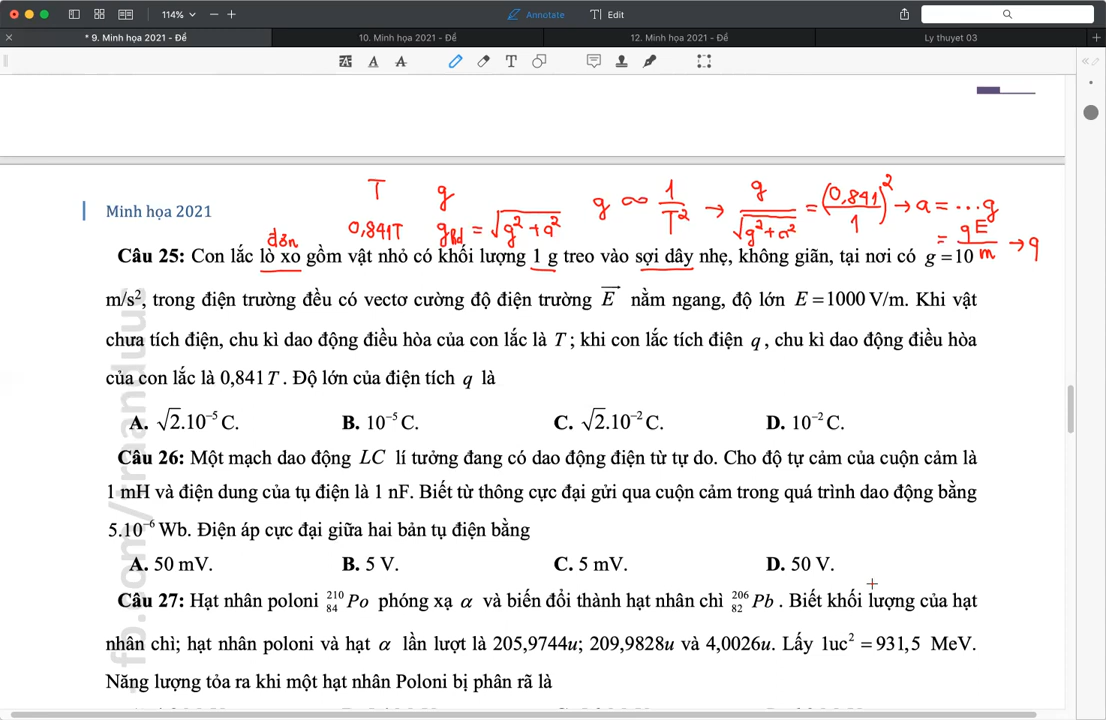 114%
Annotate
Edit
* 9. Minh họa 2021 - Đề
10. Minh họa 2021 - Đề
12. Minh họa 2021 - Đề
Ly thuyet 03
T g g ∞ 1/T² → g/√(g²+a²) = (0,841/1)² → a = ...g
0,841T gbd = √(g²+a²) = qE/m → q
Minh họa 2021
đơn
Câu 25: Con lắc lò xo gồm vật nhỏ có khối lượng 1 g treo vào sợi dây nhẹ, không giãn, tại nơi có g = 10
m/s², trong điện trường đều có vectơ cường độ điện trường E⃗ nằm ngang, độ lớn E = 1000 V/m. Khi vật
chưa tích điện, chu kì dao động điều hòa của con lắc là T ; khi con lắc tích điện q , chu kì dao động điều hòa
của con lắc là 0,841T . Độ lớn của điện tích q là
A. √2.10⁻⁵ C. B. 10⁻⁵ C. C. √2.10⁻² C. D. 10⁻² C.
Câu 26: Một mạch dao động LC lí tưởng đang có dao động điện từ tự do. Cho độ tự cảm của cuộn cảm là
1 mH và điện dung của tụ điện là 1 nF. Biết từ thông cực đại gửi qua cuộn cảm trong quá trình dao động bằng
5.10⁻⁶ Wb. Điện áp cực đại giữa hai bản tụ điện bằng
A. 50 mV. B. 5 V. C. 5 mV. D. 50 V.
Câu 27: Hạt nhân poloni ²¹⁰₈₄Po phóng xạ α và biến đổi thành hạt nhân chì ²⁰⁶₈₂Pb . Biết khối lượng của hạt
nhân chì; hạt nhân poloni và hạt α lần lượt là 205,9744u; 209,9828u và 4,0026u. Lấy 1uc² = 931,5 MeV.
Năng lượng tỏa ra khi một hạt nhân Poloni bị phân rã là